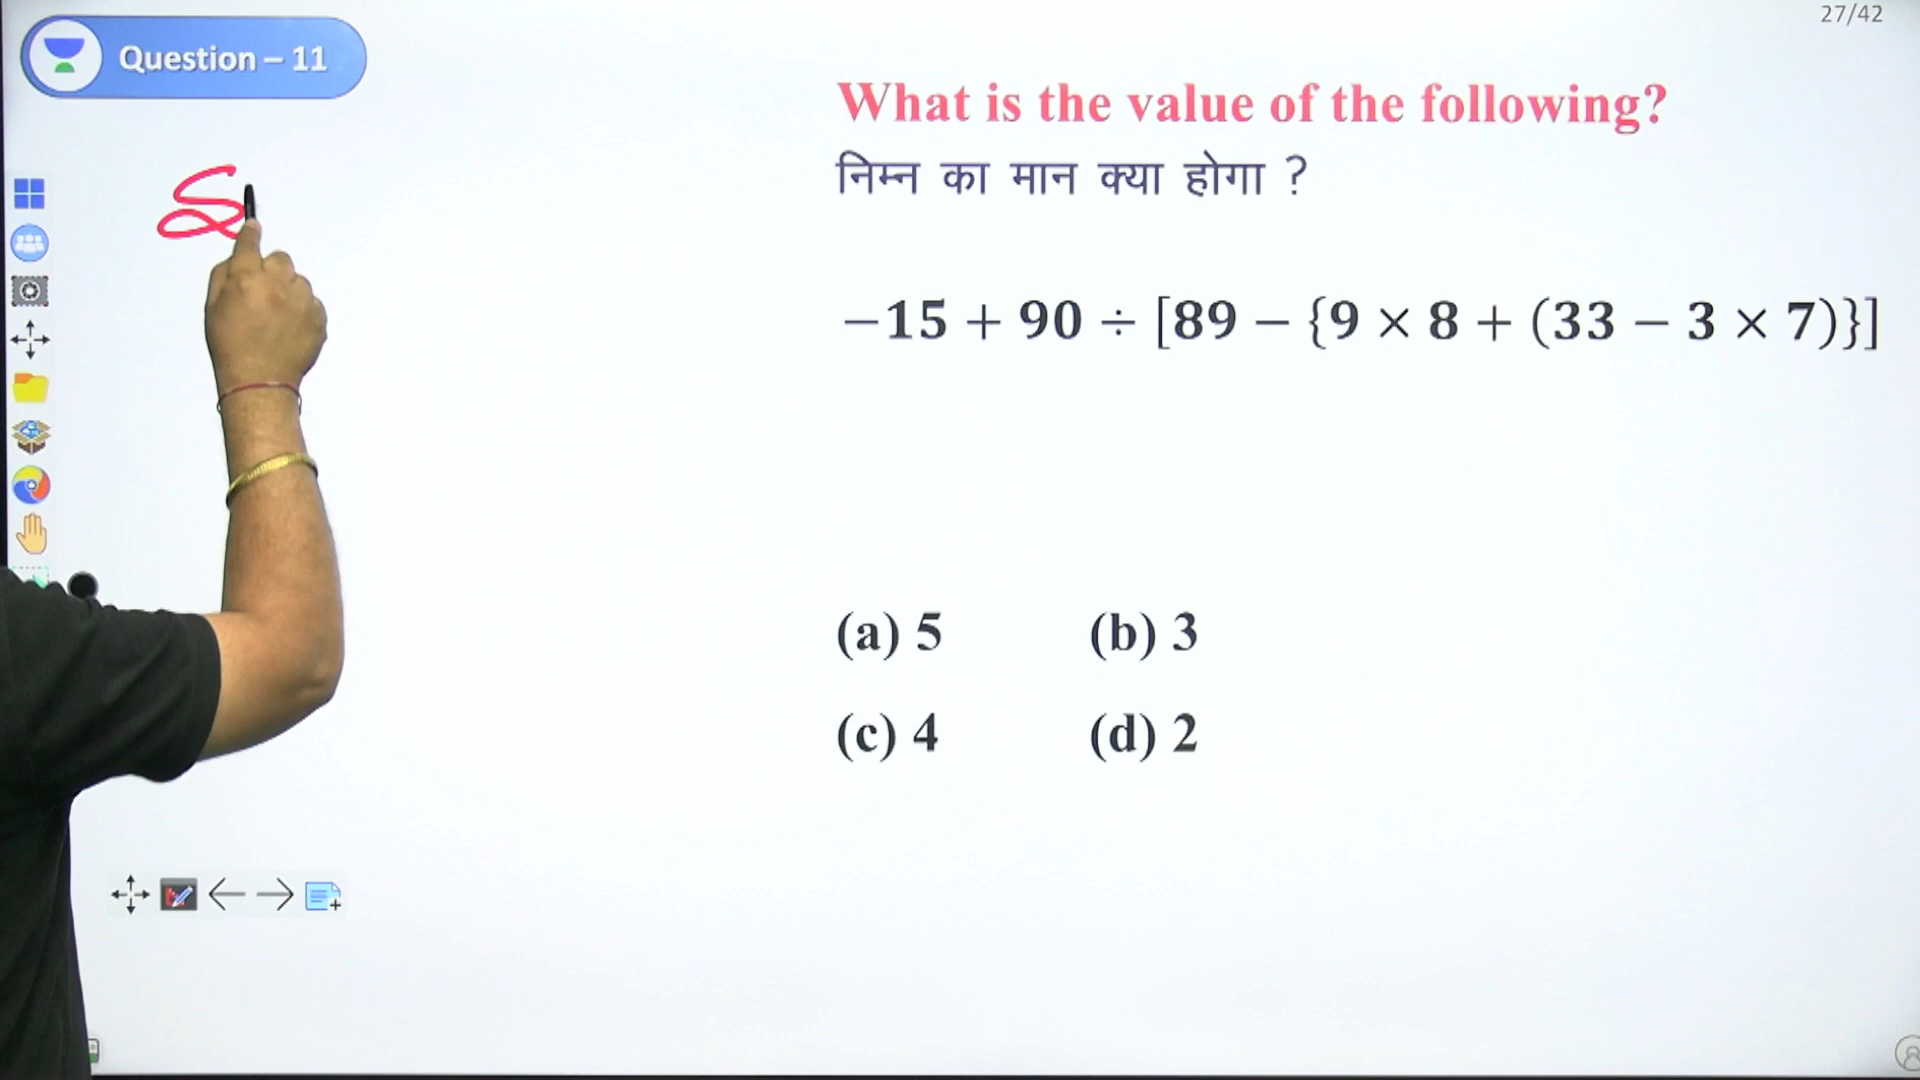 27/42
Question – 11
What is the value of the following?
निम्न का मान क्या होगा ?
−15 + 90 ÷ [89 − {9 × 8 + (33 − 3 × 7)}]
(a) 5 (b) 3
(c) 4 (d) 2